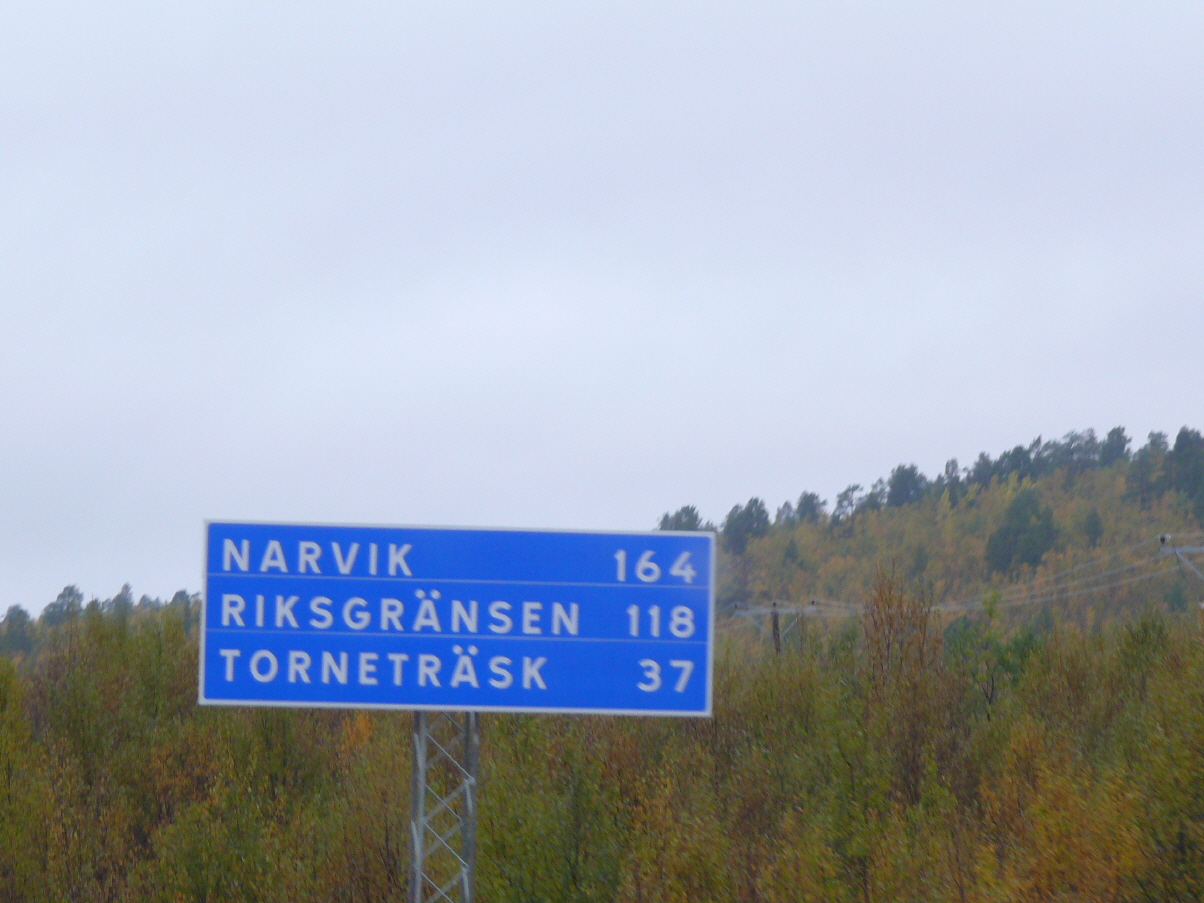 NARVIK 164
RIKSGRÄNSEN 118
TORNETRÄSK 37